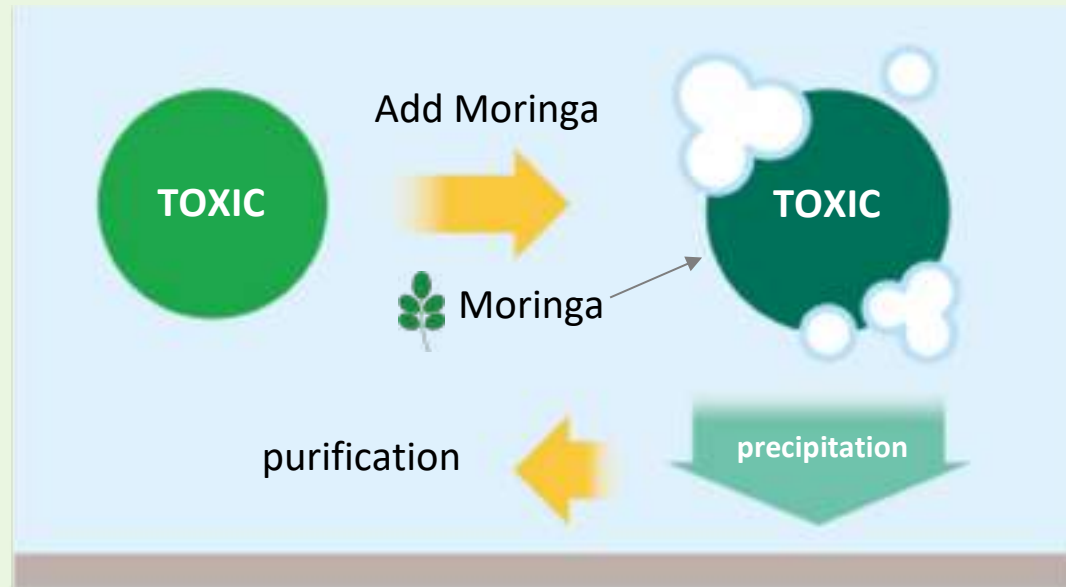 Add Moringa
TOXIC
TOXIC
Moringa
purification
precipitation